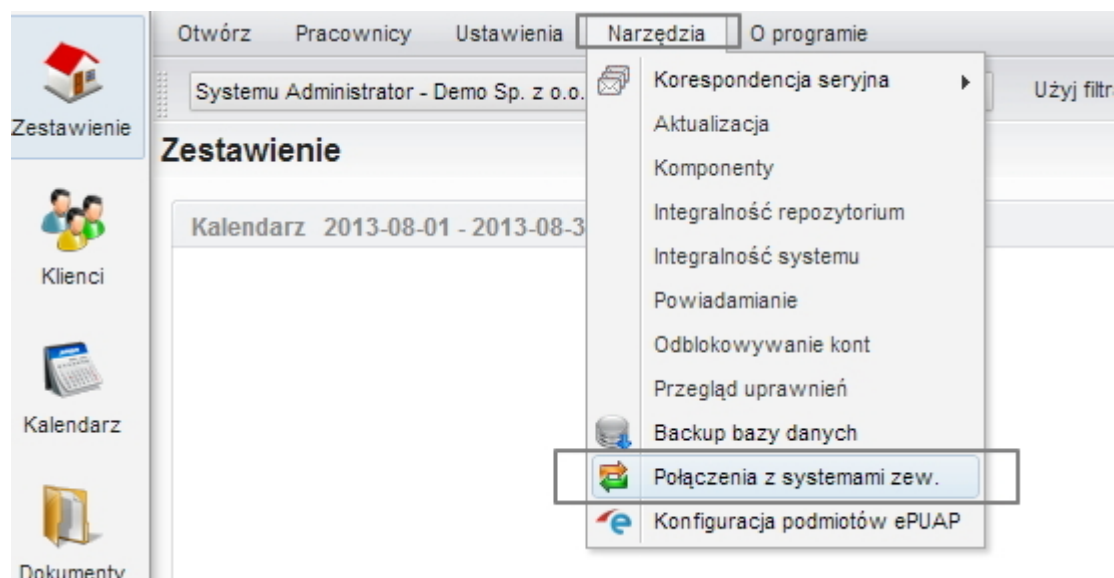 Otwórz Pracownicy Ustawienia Narzędzia O programie
Systemu Administrator - Demo Sp. z o.o. Użyj filtr
Zestawienie
Zestawienie
Kalendarz 2013-08-01 - 2013-08-3
Klienci
Kalendarz
Dokumenty
Korespondencja seryjna
Aktualizacja
Komponenty
Integralność repozytorium
Integralność systemu
Powiadamianie
Odblokowywanie kont
Przegląd uprawnień
Backup bazy danych
Połączenia z systemami zew.
Konfiguracja podmiotów ePUAP